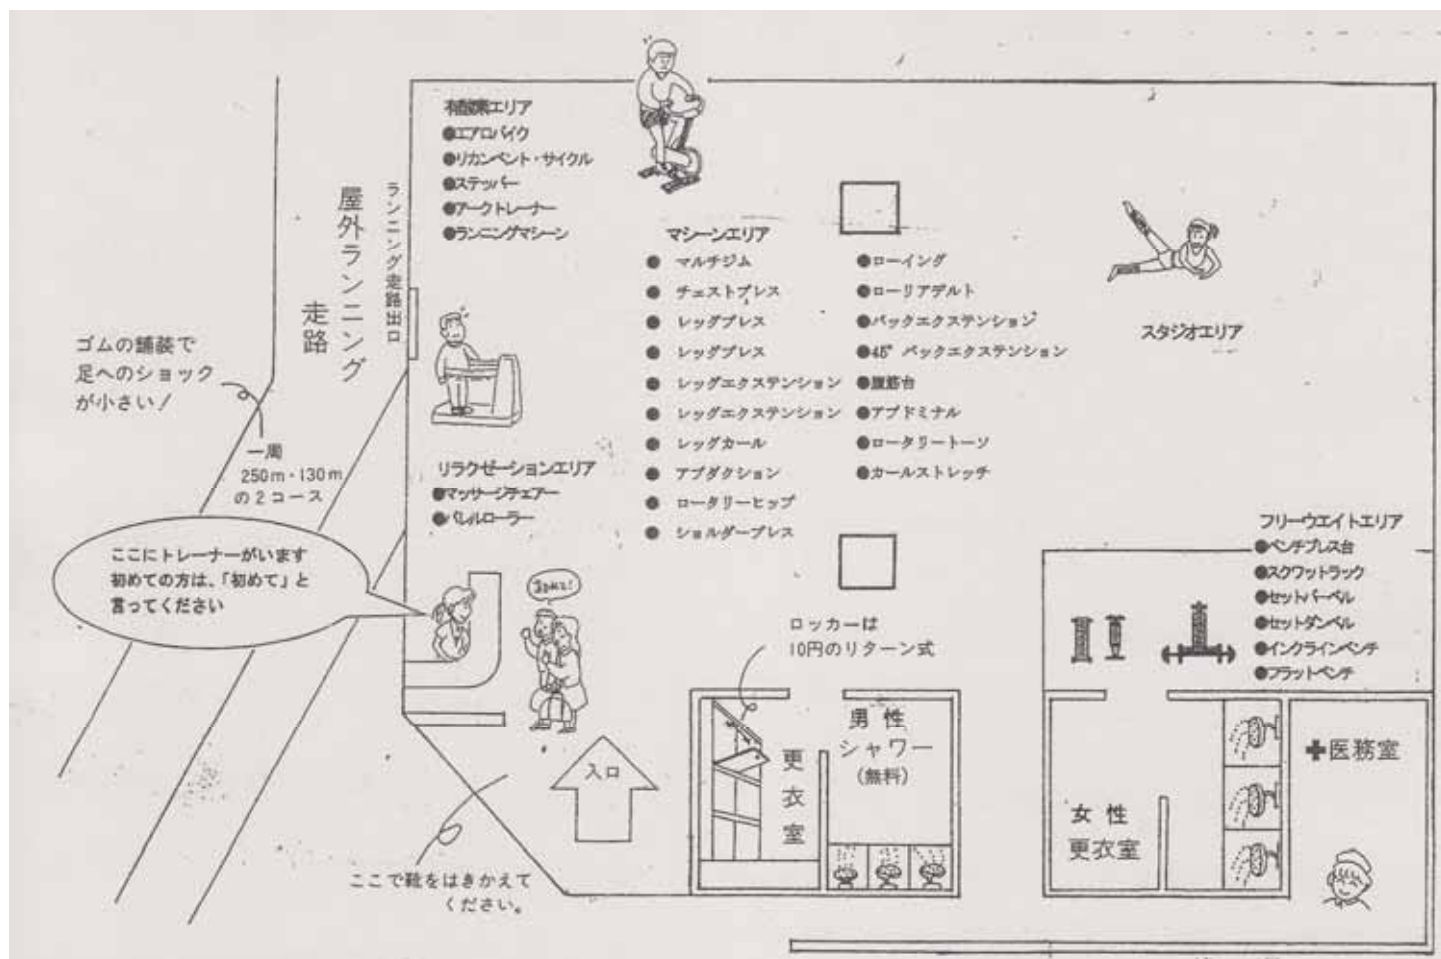 有酸素エリア
●エアロバイク
●リカンベント・サイクル
●ステッパー
●アークトレーナー
●ランニングマシーン
ランニング走路出口
屋外ランニング
走路
ゴムの舗装で
足へのショック
が小さい!
一周
250m・130m
の2コース
マシーンエリア
● マルチジム
● チェストプレス
● レッグプレス
● レッグプレス
● レッグエクステンション
● レッグエクステンション
● レッグカール
● アブダクション
● ロータリーヒップ
● ショルダープレス
●ローイング
●ローリアデルト
●バックエクステンション
●45° バックエクステンション
●腹筋台
●アブドミナル
●ロータリートーソ
●カールストレッチ
スタジオエリア
リラクゼーションエリア
●マッサージチェアー
●バレルローラー
ここにトレーナーがいます
初めての方は、「初めて」と
言ってください
フリーウエイトエリア
●ベンチプレス台
●スクワットラック
●セットバーベル
●セットダンベル
●インクラインベンチ
●フラットベンチ
ロッカーは
10円のリターン式
男性
シャワー
(無料)
更衣室
入口
ここで靴をはきかえて
ください。
女性
更衣室
✚医務室